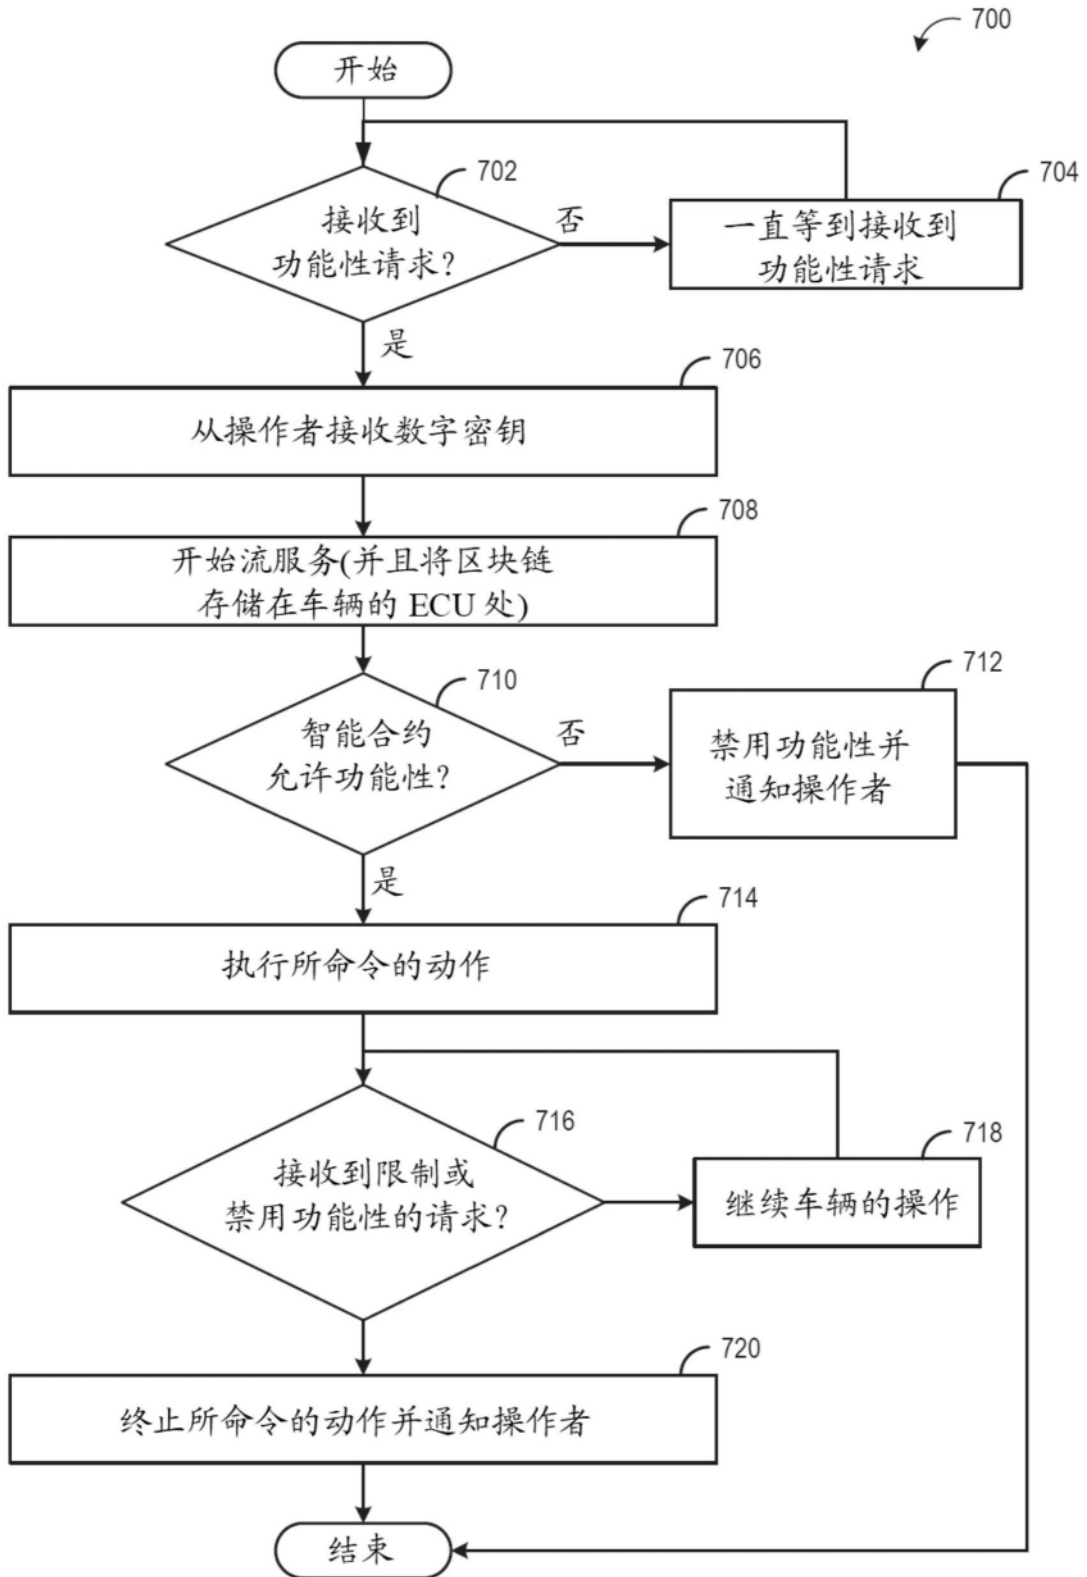 700
开始
702
接收到
功能性请求?
否
704
一直等到接收到
功能性请求
是
706
从操作者接收数字密钥
708
开始流服务(并且将区块链
存储在车辆的 ECU 处)
710
智能合约
允许功能性?
否
712
禁用功能性并
通知操作者
是
714
执行所命令的动作
716
接收到限制或
禁用功能性的请求?
718
继续车辆的操作
720
终止所命令的动作并通知操作者
结束